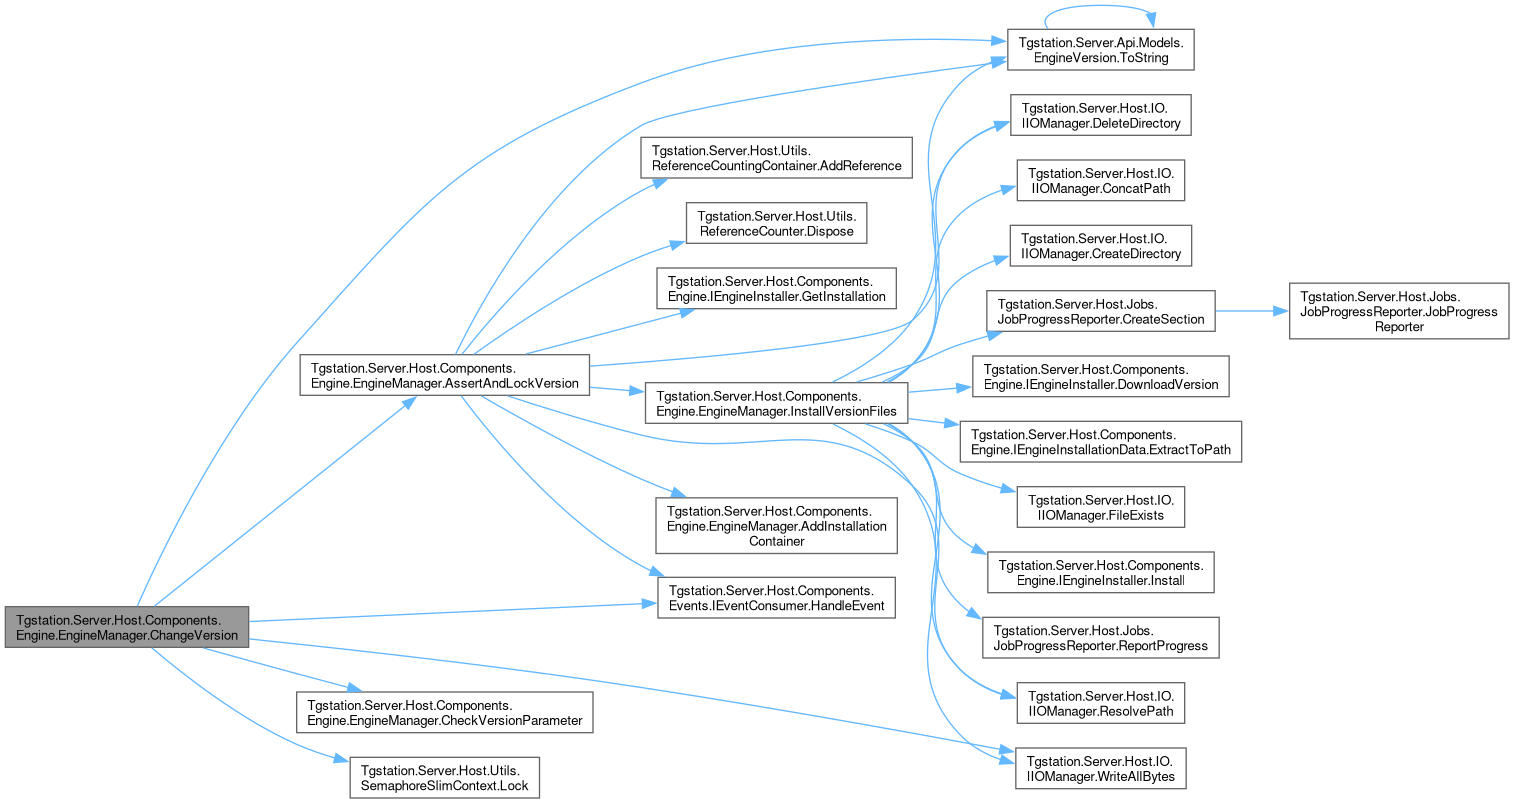 Tgstation.Server.Host.Components.
Engine.EngineManager.ChangeVersion
Tgstation.Server.Host.Components.
Engine.EngineManager.AssertAndLockVersion
Tgstation.Server.Host.Components.
Engine.EngineManager.CheckVersionParameter
Tgstation.Server.Host.Utils.
SemaphoreSlimContext.Lock
Tgstation.Server.Host.Utils.
ReferenceCountingContainer.AddReference
Tgstation.Server.Host.Utils.
ReferenceCounter.Dispose
Tgstation.Server.Host.Components.
Engine.IEngineInstaller.GetInstallation
Tgstation.Server.Host.Components.
Engine.EngineManager.InstallVersionFiles
Tgstation.Server.Host.Components.
Engine.EngineManager.AddInstallation
Container
Tgstation.Server.Host.Components.
Events.IEventConsumer.HandleEvent
Tgstation.Server.Api.Models.
EngineVersion.ToString
Tgstation.Server.Host.IO.
IIOManager.DeleteDirectory
Tgstation.Server.Host.IO.
IIOManager.ConcatPath
Tgstation.Server.Host.IO.
IIOManager.CreateDirectory
Tgstation.Server.Host.Jobs.
JobProgressReporter.CreateSection
Tgstation.Server.Host.Components.
Engine.IEngineInstaller.DownloadVersion
Tgstation.Server.Host.Components.
Engine.IEngineInstallationData.ExtractToPath
Tgstation.Server.Host.IO.
IIOManager.FileExists
Tgstation.Server.Host.Components.
Engine.IEngineInstaller.Install
Tgstation.Server.Host.Jobs.
JobProgressReporter.ReportProgress
Tgstation.Server.Host.IO.
IIOManager.ResolvePath
Tgstation.Server.Host.IO.
IIOManager.WriteAllBytes
Tgstation.Server.Host.Jobs.
JobProgressReporter.JobProgress
Reporter